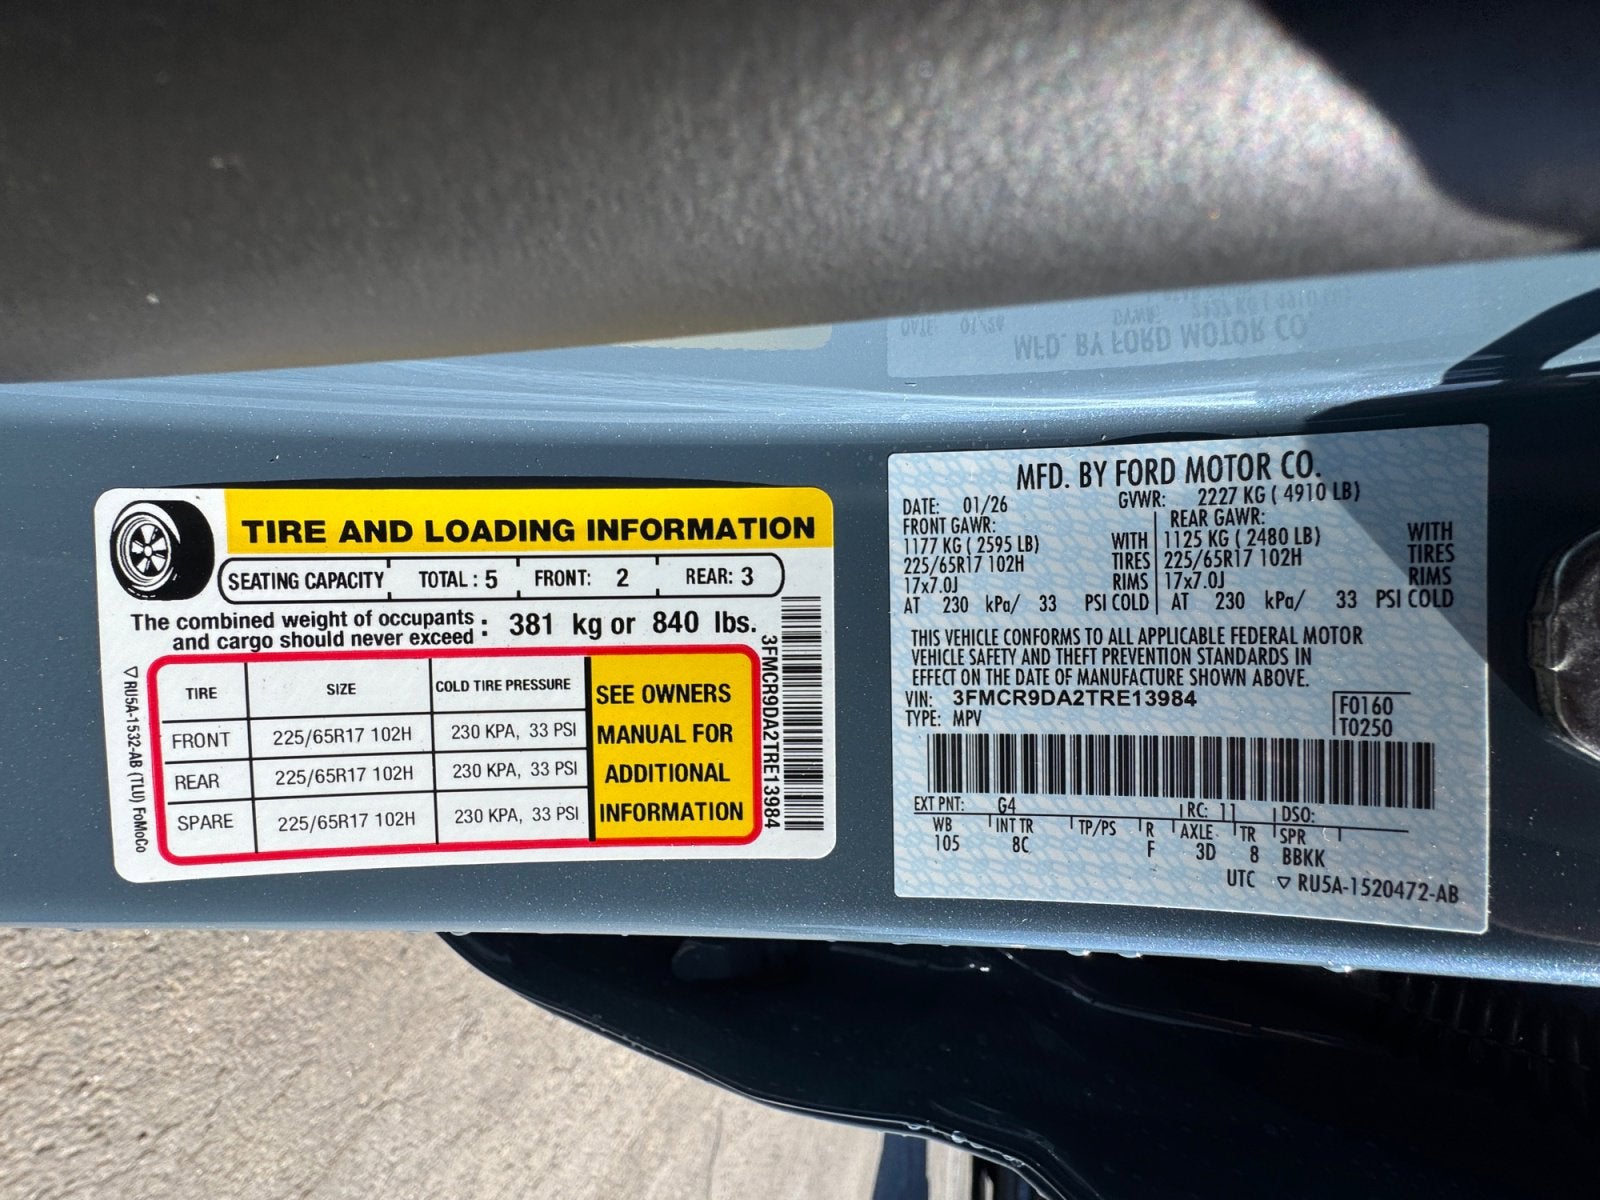 TIRE AND LOADING INFORMATION
SEATING CAPACITY TOTAL : 5 FRONT: 2 REAR: 3
The combined weight of occupants
and cargo should never exceed : 381 kg or 840 lbs.
TIRE SIZE COLD TIRE PRESSURE
FRONT 225/65R17 102H 230 KPA, 33 PSI
REAR 225/65R17 102H 230 KPA, 33 PSI
SPARE 225/65R17 102H 230 KPA, 33 PSI
SEE OWNERS
MANUAL FOR
ADDITIONAL
INFORMATION
3FMCR9DA2TRE13984
▽ RU5A-1532-AB (TLU) FoMoCo
MFD. BY FORD MOTOR CO.
DATE: 01/26 GVWR: 2227 KG ( 4910 LB)
FRONT GAWR: REAR GAWR:
1177 KG ( 2595 LB) WITH 1125 KG ( 2480 LB) WITH
225/65R17 102H TIRES 225/65R17 102H TIRES
17x7.0J RIMS 17x7.0J RIMS
AT 230 kPa/ 33 PSI COLD AT 230 kPa/ 33 PSI COLD
THIS VEHICLE CONFORMS TO ALL APPLICABLE FEDERAL MOTOR
VEHICLE SAFETY AND THEFT PREVENTION STANDARDS IN
EFFECT ON THE DATE OF MANUFACTURE SHOWN ABOVE.
VIN: 3FMCR9DA2TRE13984 F0160
TYPE: MPV T0250
EXT PNT: G4 RC: 11 DSO:
WB INT TR TP/PS R AXLE TR SPR
105 8C F 3D 8 BBKK
UTC ▽ RU5A-1520472-AB